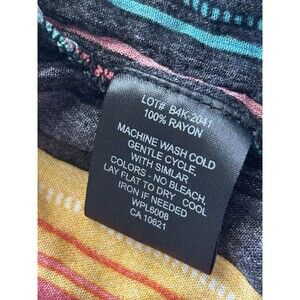 LOT# B4K-2041
100% RAYON
MACHINE WASH COLD
GENTLE CYCLE
WITH SIMILAR
COLORS - NO BLEACH.
LAY FLAT TO DRY COOL
IRON IF NEEDED
WPL6008
CA 10621